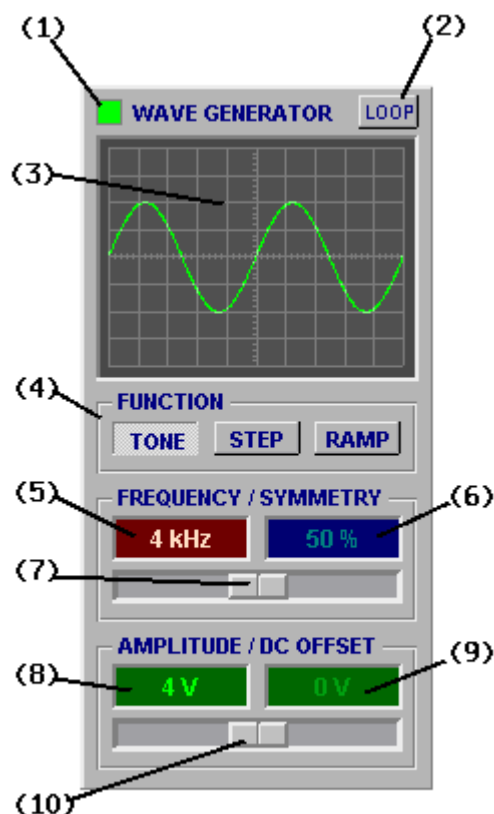 (1)
(2)
WAVE GENERATOR LOOP
(3)
(4)
FUNCTION
TONE STEP RAMP
(5)
FREQUENCY / SYMMETRY
(6)
4 kHz 50 %
(7)
AMPLITUDE / DC OFFSET
(8)
(9)
4 V 0 V
(10)